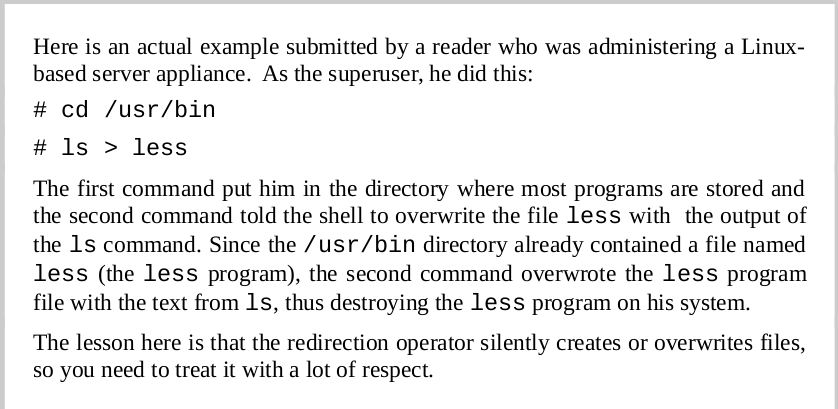 Here is an actual example submitted by a reader who was administering a Linux-
based server appliance.  As the superuser, he did this:
# cd /usr/bin
# ls > less
The first command put him in the directory where most programs are stored and
the second command told the shell to overwrite the file less with  the output of
the ls command. Since the /usr/bin directory already contained a file named
less (the less program), the second command overwrote the less program
file with the text from ls, thus destroying the less program on his system.
The lesson here is that the redirection operator silently creates or overwrites files,
so you need to treat it with a lot of respect.